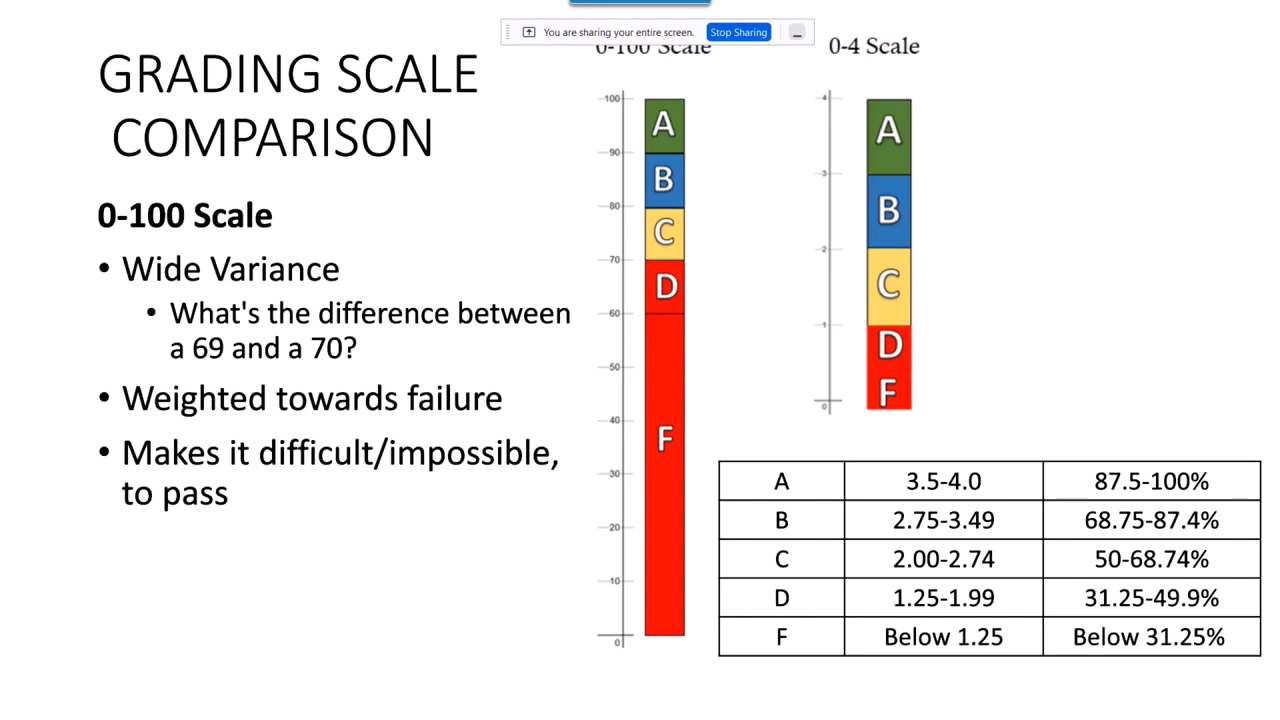 You are sharing your entire screen.
Stop Sharing
GRADING SCALE
COMPARISON
0-100 Scale
• Wide Variance
• What's the difference between
a 69 and a 70?
• Weighted towards failure
• Makes it difficult/impossible,
to pass
0-100 Scale
100
90
80
70
60
50
40
30
20
10
0
A
B
C
D
F
0-4 Scale
4
3
2
1
0
A
B
C
D
F
A 3.5-4.0 87.5-100%
B 2.75-3.49 68.75-87.4%
C 2.00-2.74 50-68.74%
D 1.25-1.99 31.25-49.9%
F Below 1.25 Below 31.25%